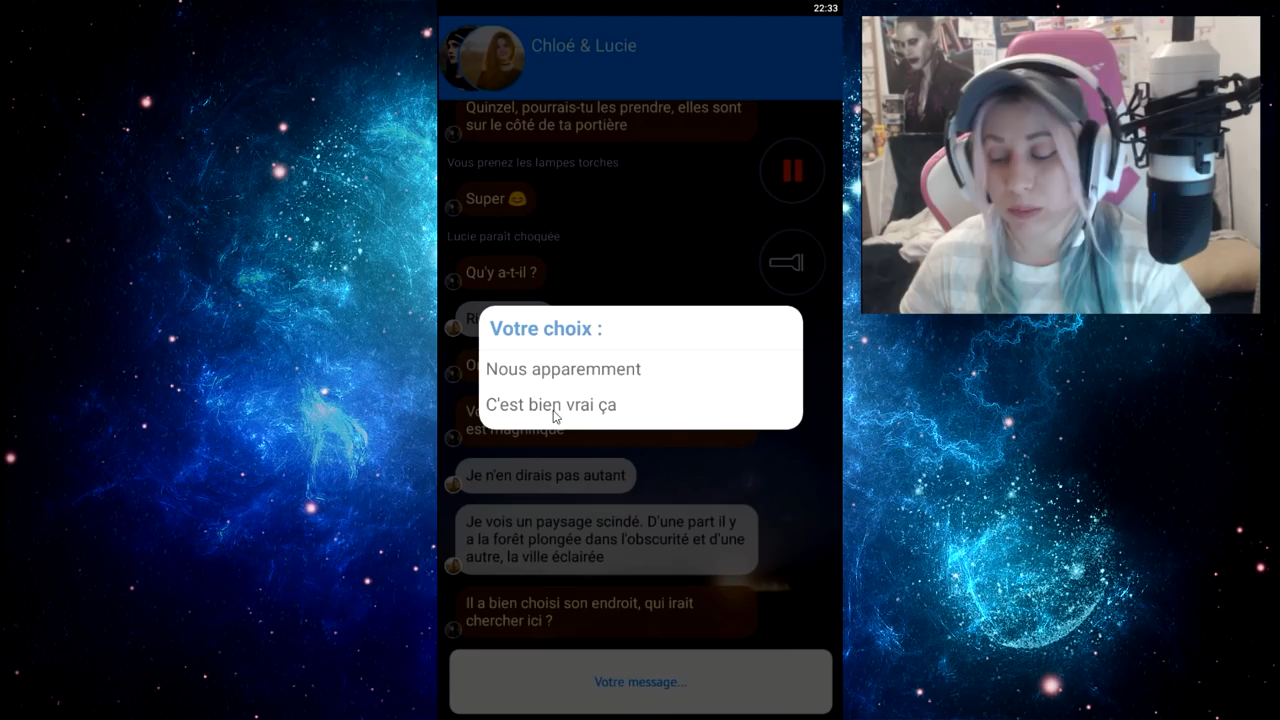 22:33
Chloé & Lucie
Quinzel, pourrais-tu les prendre, elles sont
sur le côté de ta portière
Vous prenez les lampes torches
Super
Lucie paraît choquée
Qu'y a-t-il ?
Votre choix :
Nous apparemment
C'est bien vrai ça
est magnifique
Je n'en dirais pas autant
Je vois un paysage scindé. D'une part il y
a la forêt plongée dans l'obscurité et d'une
autre, la ville éclairée
Il a bien choisi son endroit, qui irait
chercher ici ?
Votre message...